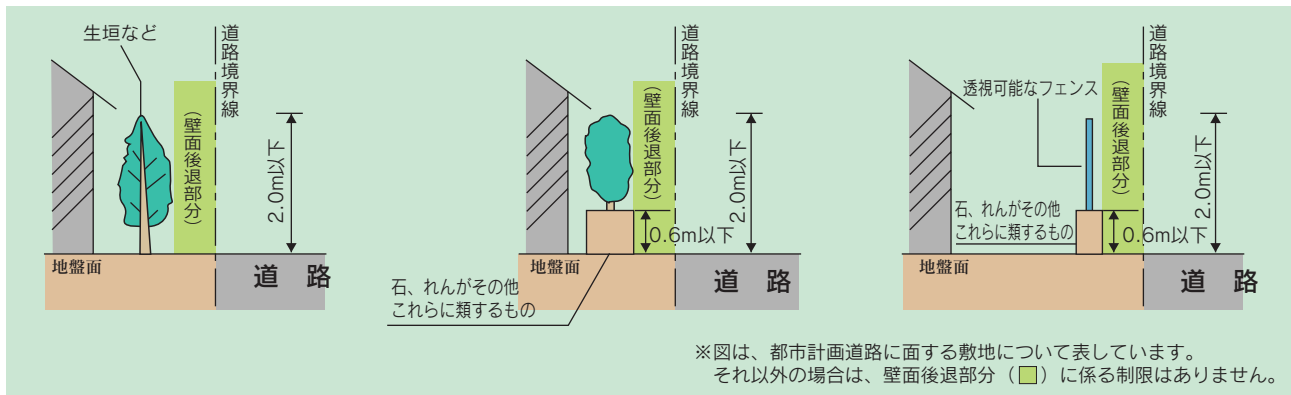 生垣など
道路境界線
（壁面後退部分）
2.0m以下
地盤面
道　路
道路境界線
（壁面後退部分）
2.0m以下
0.6m以下
地盤面
道　路
石、れんがその他
これらに類するもの
道路境界線
透視可能なフェンス
（壁面後退部分）
2.0m以下
石、れんがその他
これらに類するもの
0.6m以下
地盤面
道　路
※図は、都市計画道路に面する敷地について表しています。
それ以外の場合は、壁面後退部分（　）に係る制限はありません。